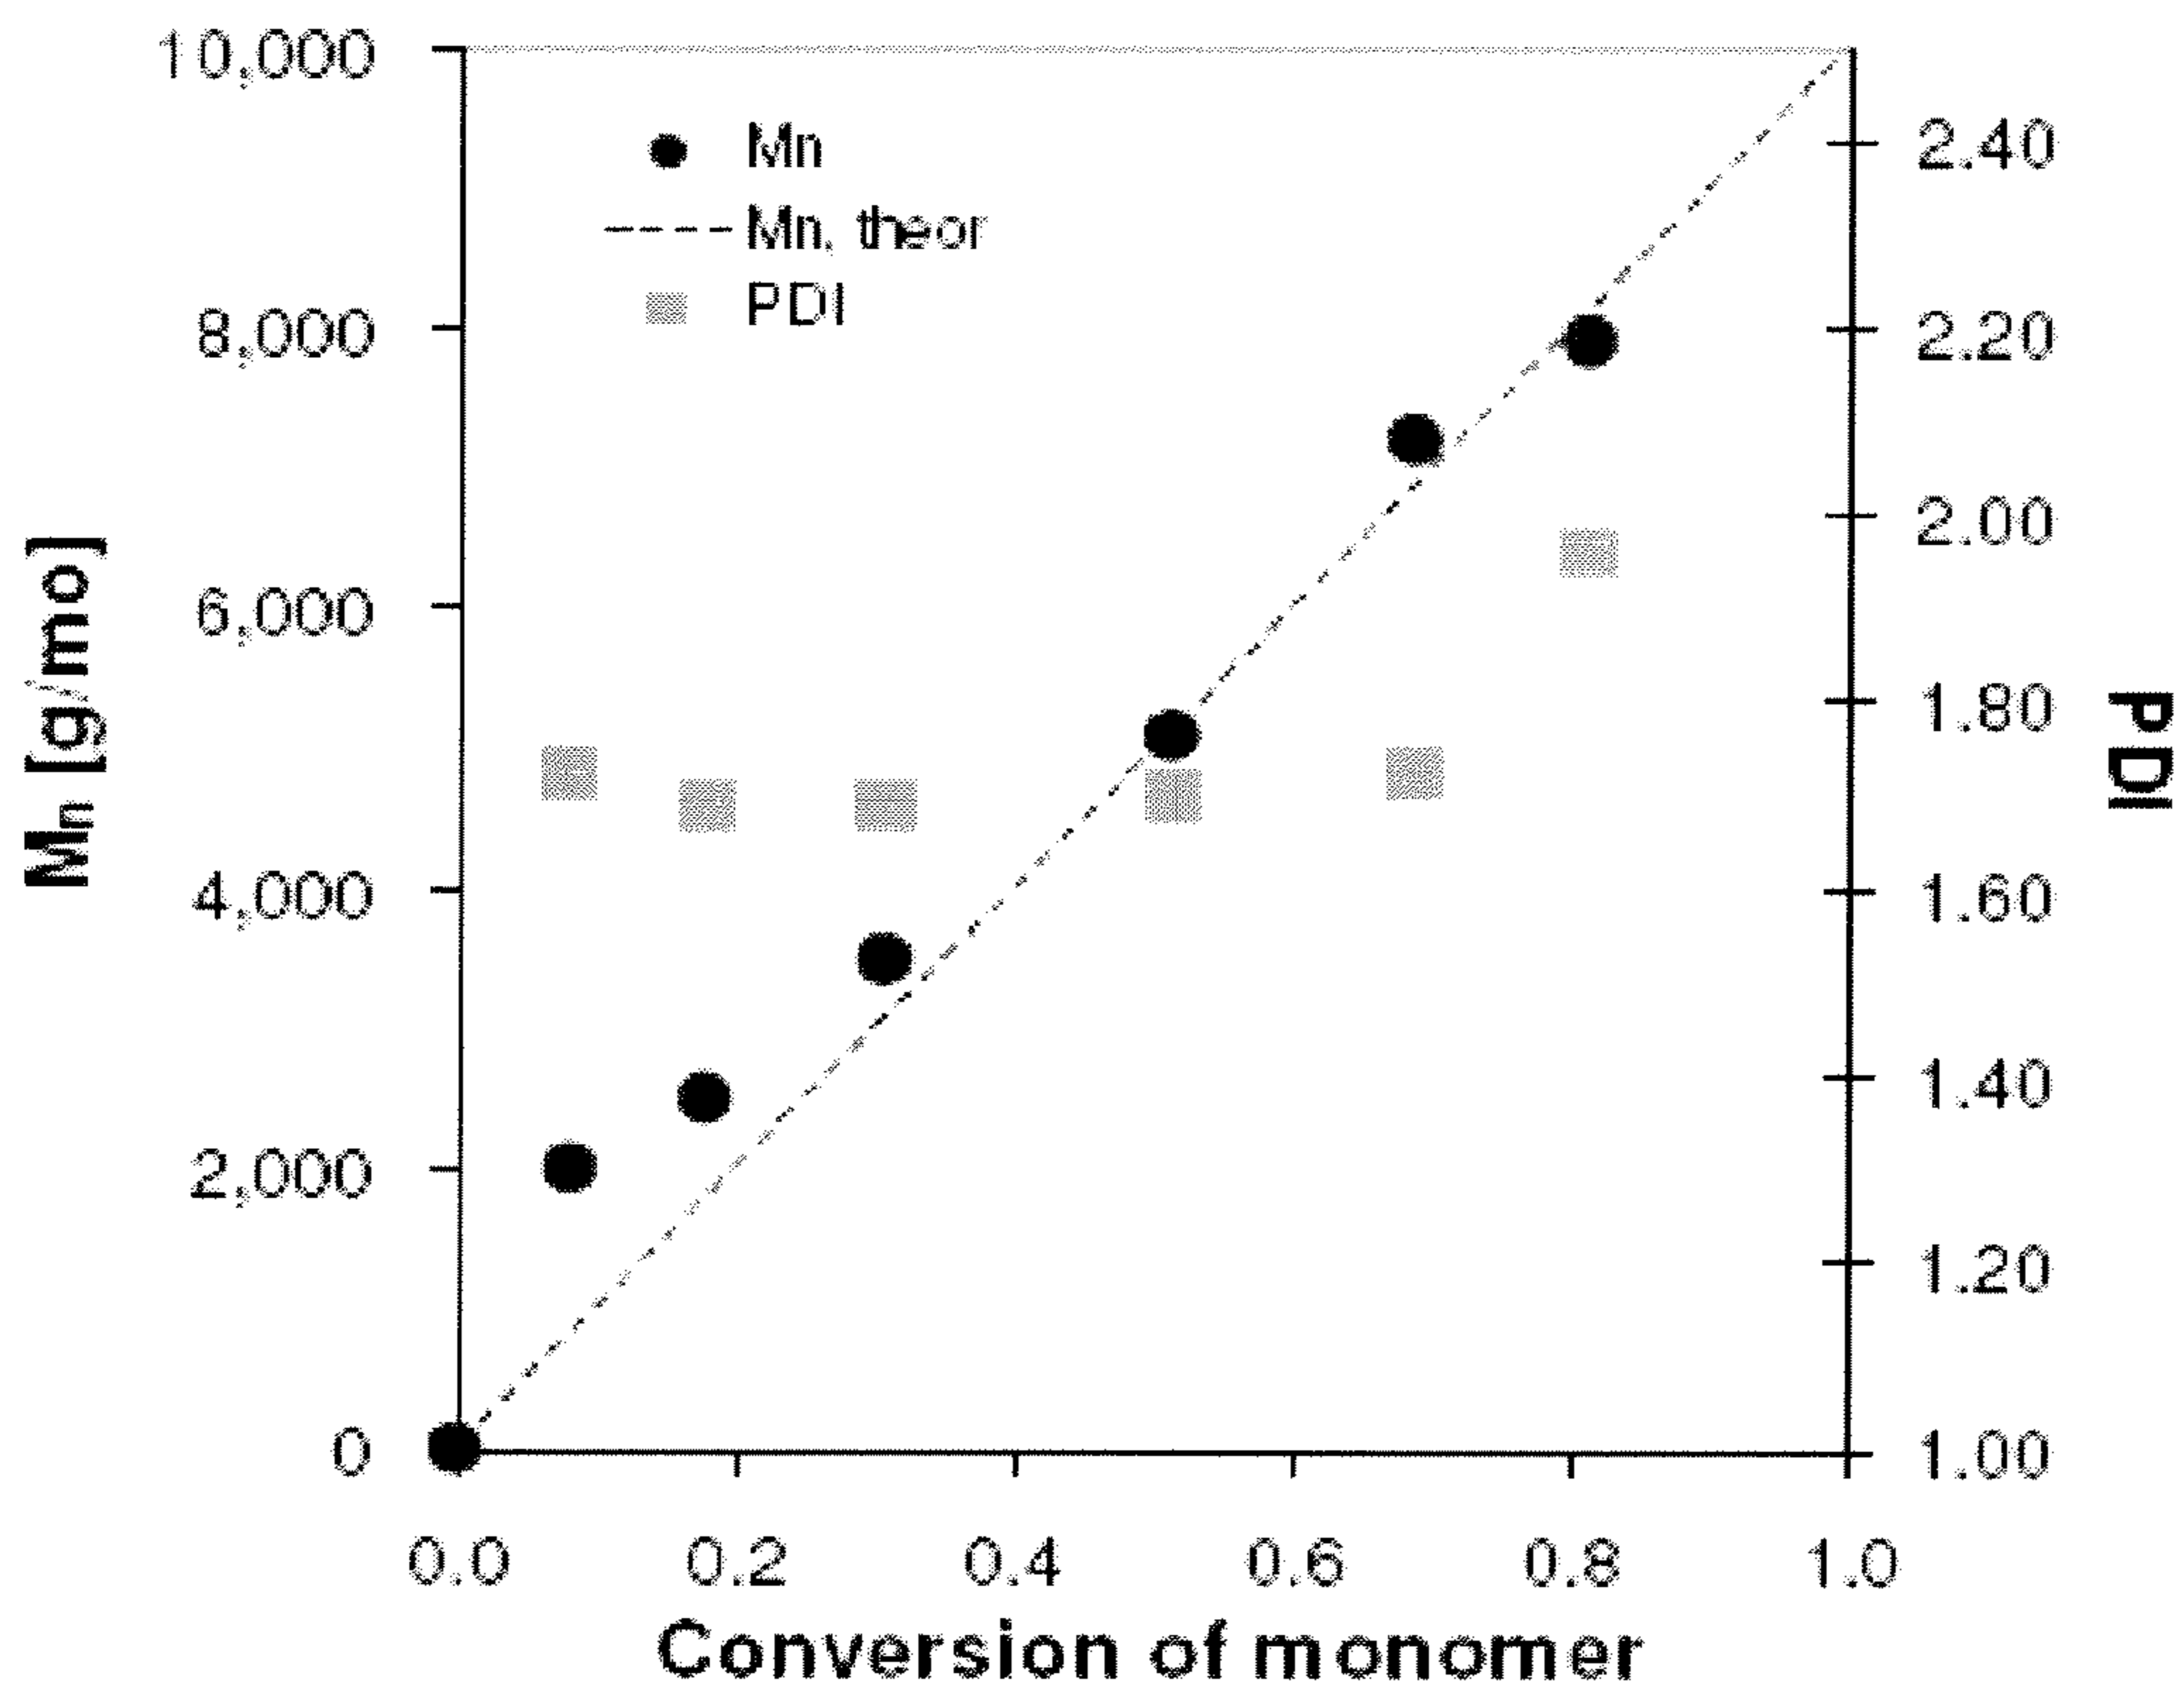 10,000
8,000
6,000
4,000
2,000
0
Mn [g/mo]
Mn
Mn, theor
PDI
2.40
2.20
2.00
1.80
1.60
1.40
1.20
1.00
PDI
0.0 0.2 0.4 0.6 0.8 1.0
Conversion of monomer